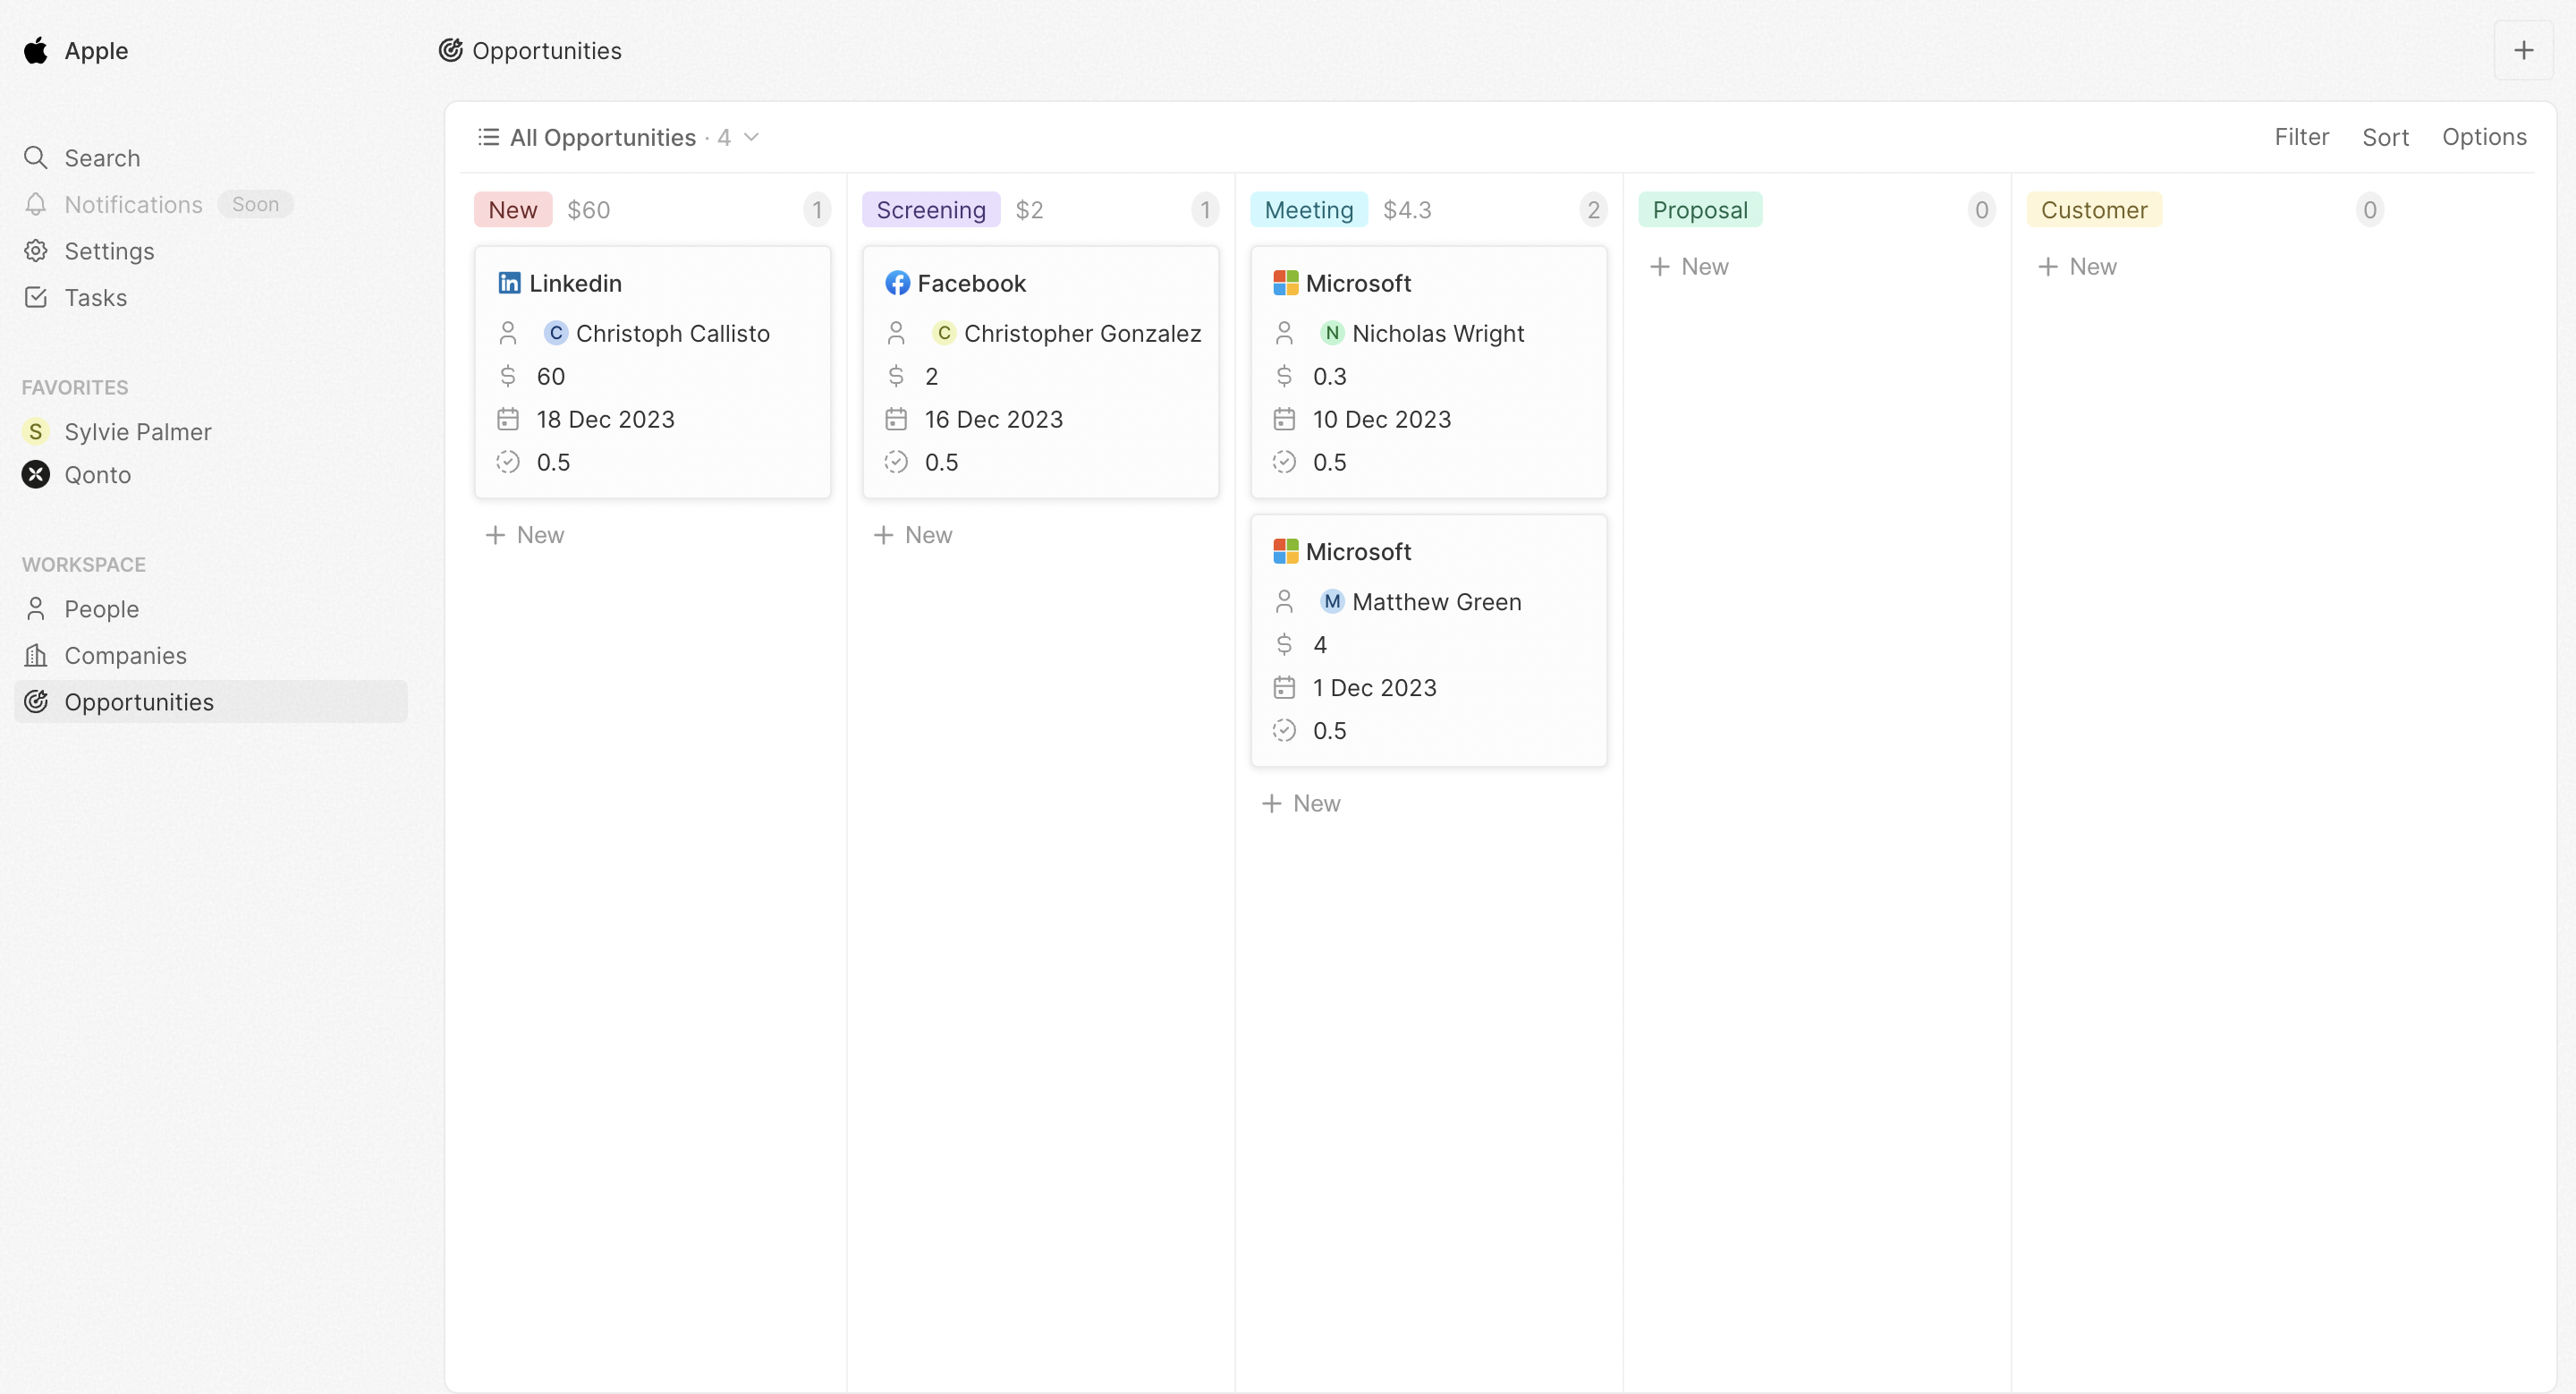 Apple
Search
Notifications Soon
Settings
Tasks
FAVORITES
S Sylvie Palmer
Qonto
WORKSPACE
People
Companies
Opportunities
Opportunities
All Opportunities · 4
Filter Sort Options
New $60 1
Linkedin
C Christoph Callisto
60
18 Dec 2023
0.5
+ New
Screening $2 1
Facebook
C Christopher Gonzalez
2
16 Dec 2023
0.5
+ New
Meeting $4.3 2
Microsoft
N Nicholas Wright
0.3
10 Dec 2023
0.5
Microsoft
M Matthew Green
4
1 Dec 2023
0.5
+ New
Proposal 0
+ New
Customer 0
+ New